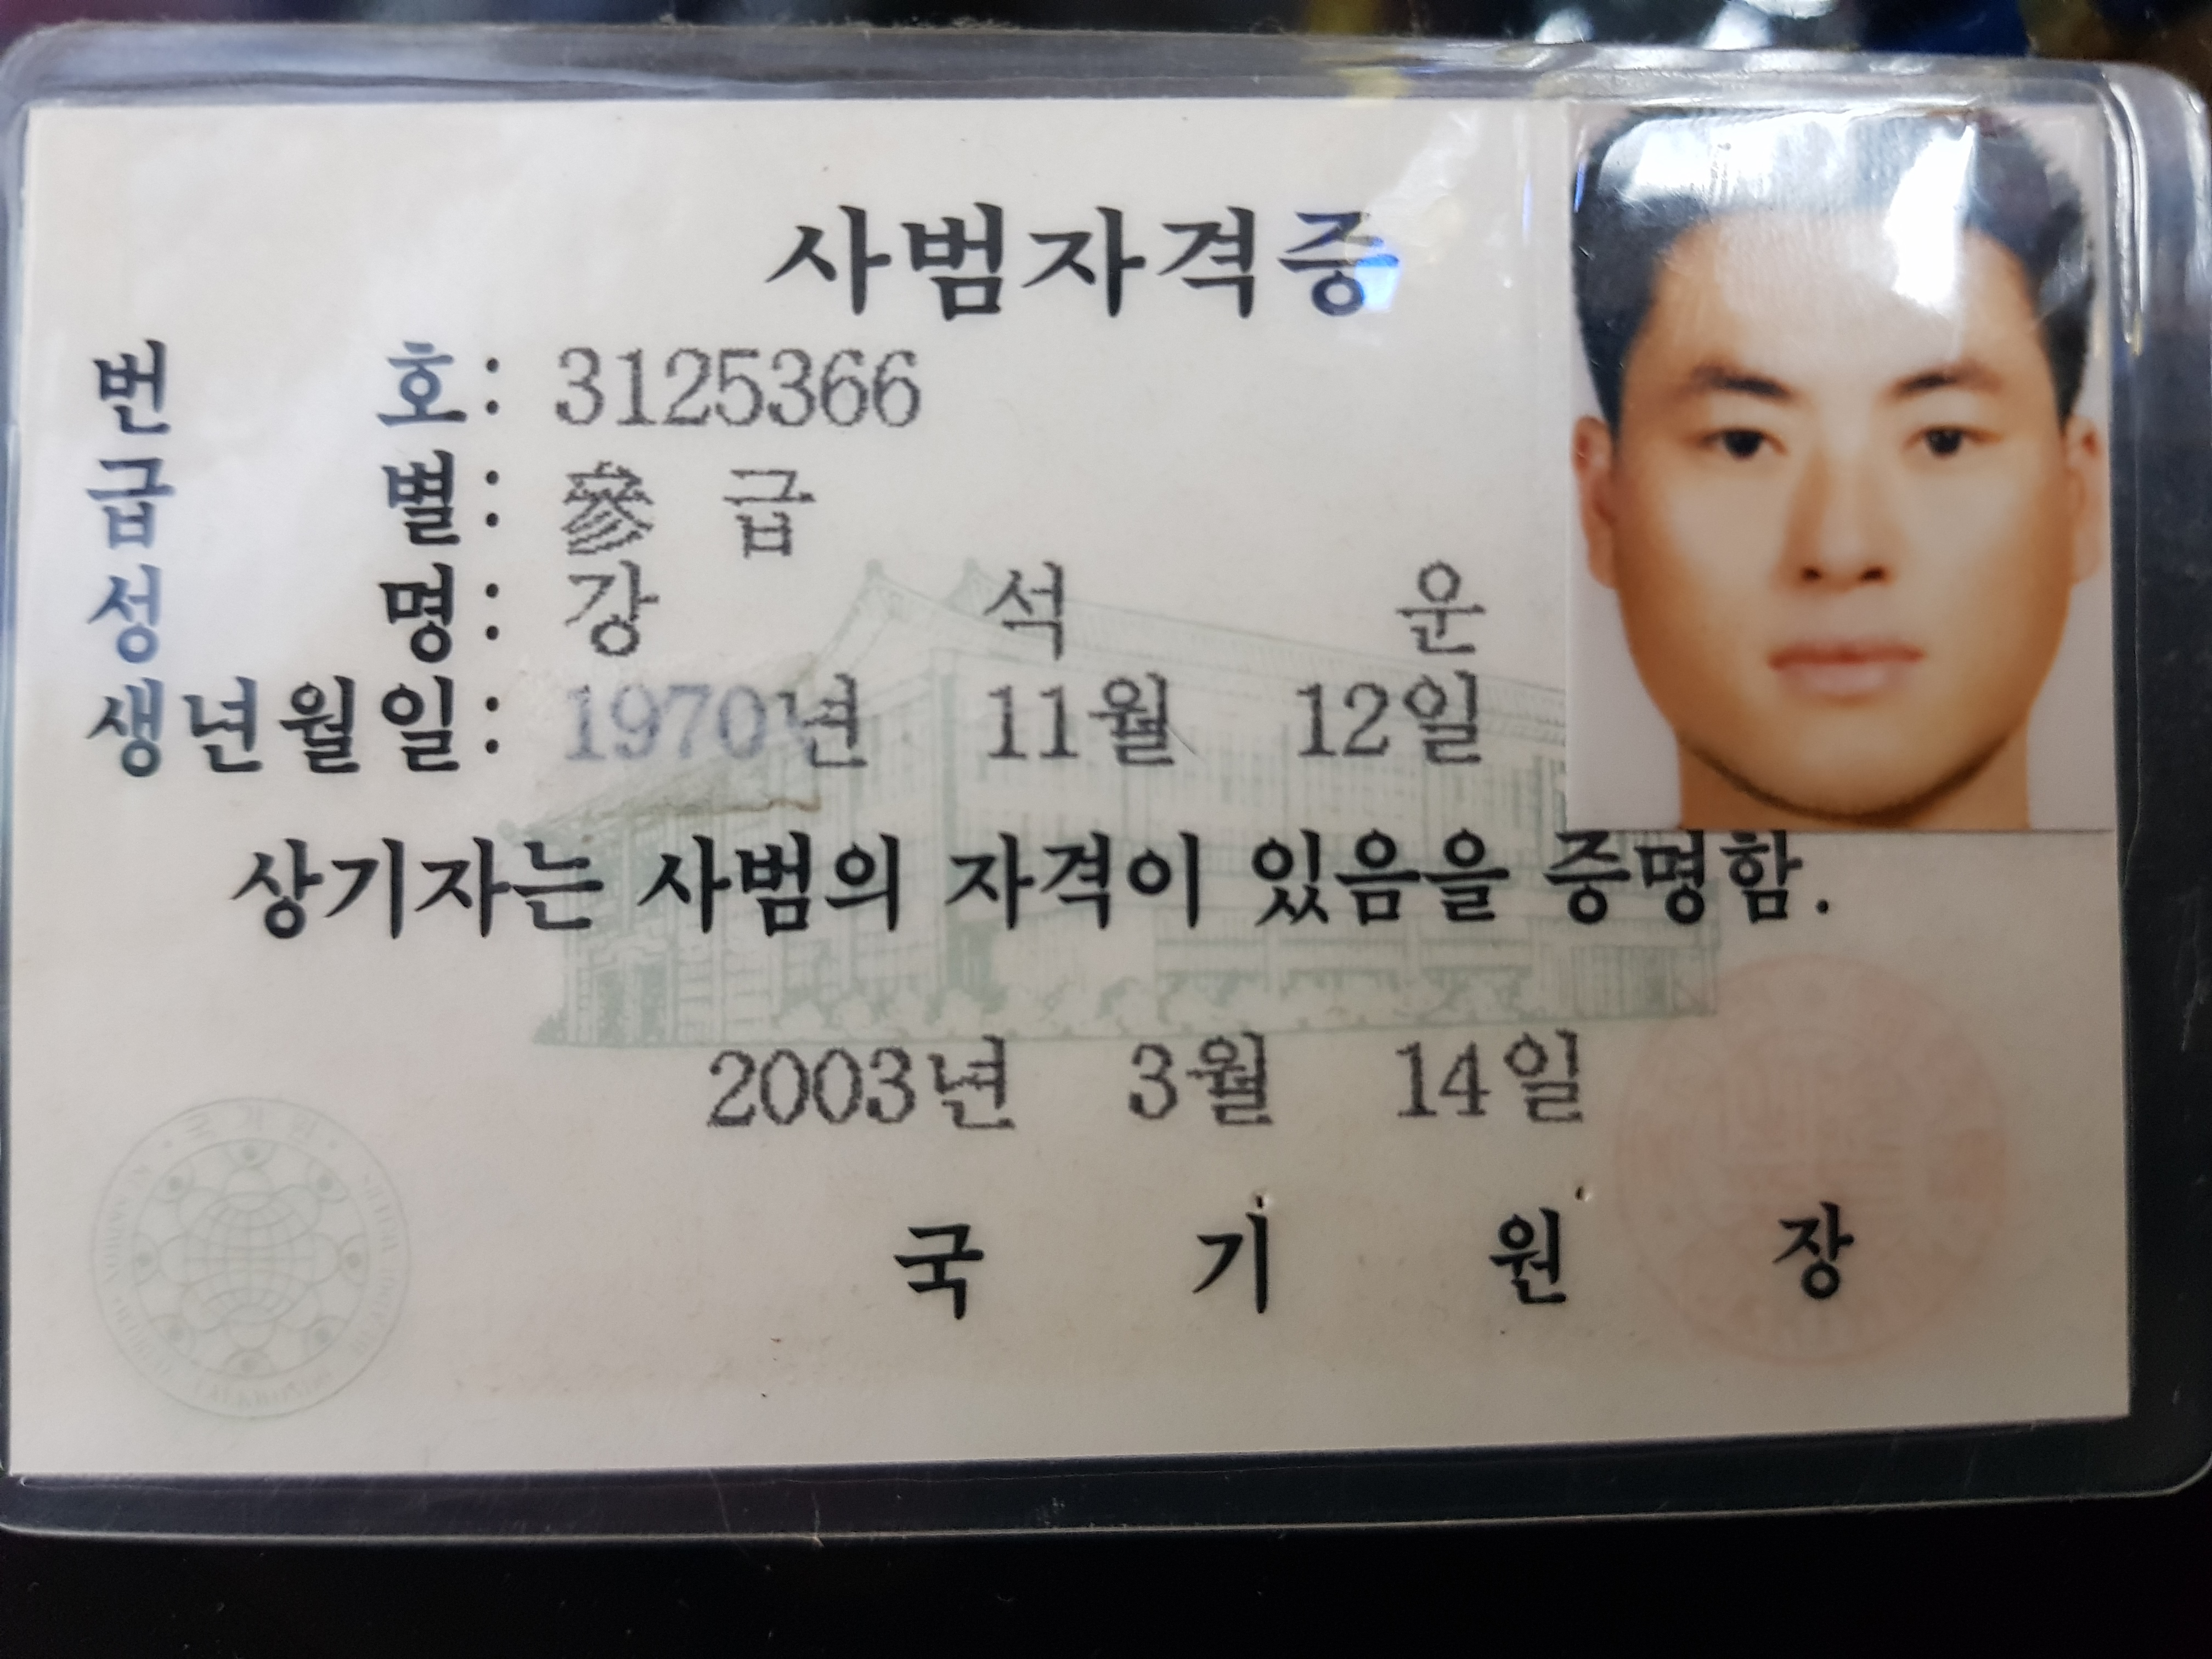 사범자격증
번 호: 3125366
급 별: 參 급
성 명: 강 석 운
생년월일: 1970년 11월 12일
상기자는 사범의 자격이 있음을 증명함.
2003년 3월 14일
국 기 원 장